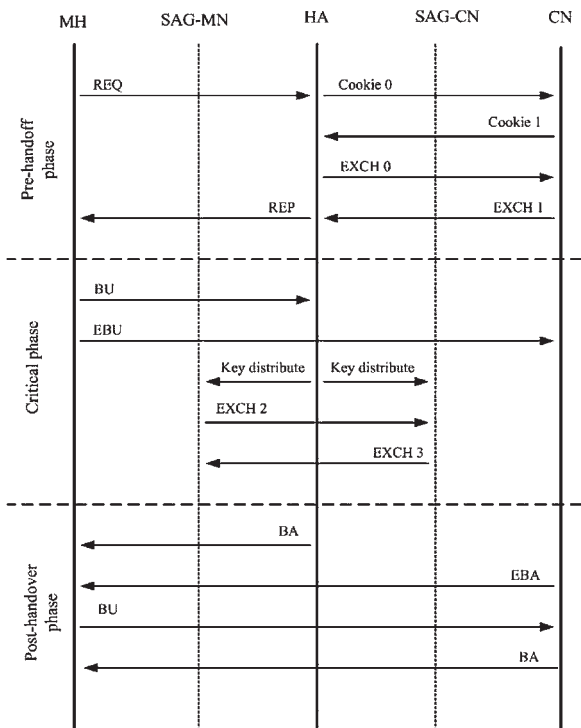 MH SAG-MN HA SAG-CN CN
REQ Cookie 0
Cookie 1
EXCH 0
REP EXCH 1
Pre-handoff
phase
BU
EBU
Key distribute Key distribute
EXCH 2
EXCH 3
Critical phase
BA
EBA
BU
BA
Post-handover
phase